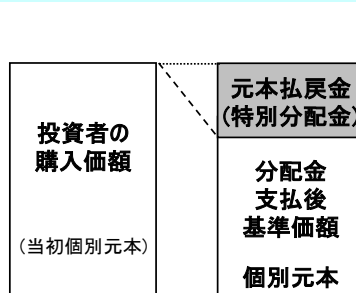 投資者の
購入価額
(当初個別元本)
元本払戻金
(特別分配金)
分配金
支払後
基準価額
個別元本